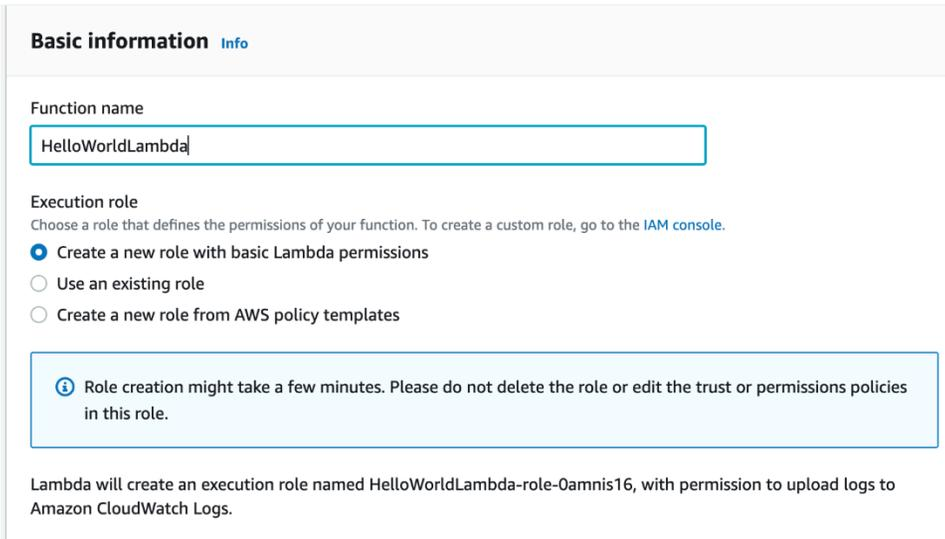 Basic information Info
Function name
HelloWorldLambda
Execution role
Choose a role that defines the permissions of your function. To create a custom role, go to the IAM console.
Create a new role with basic Lambda permissions
Use an existing role
Create a new role from AWS policy templates
Role creation might take a few minutes. Please do not delete the role or edit the trust or permissions policies
in this role.
Lambda will create an execution role named HelloWorldLambda-role-0amnis16, with permission to upload logs to
Amazon CloudWatch Logs.